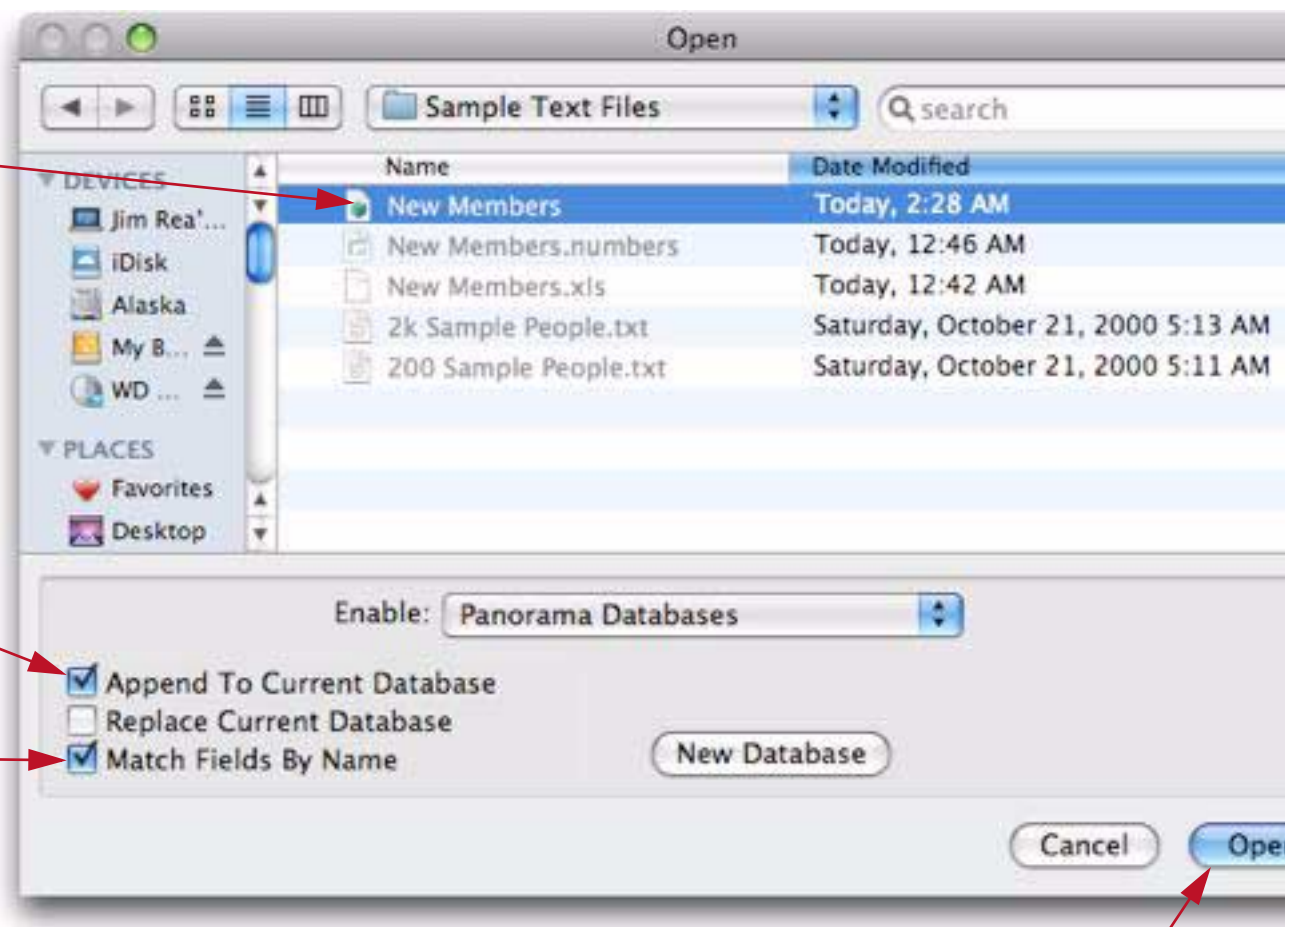 Open
Sample Text Files
search
DEVICES
Jim Rea'...
iDisk
Alaska
My B...
WD ...
PLACES
Favorites
Desktop
Name Date Modified
New Members Today, 2:28 AM
New Members.numbers Today, 12:46 AM
New Members.xls Today, 12:42 AM
2k Sample People.txt Saturday, October 21, 2000 5:13 AM
200 Sample People.txt Saturday, October 21, 2000 5:11 AM
Enable: Panorama Databases
Append To Current Database
Replace Current Database
Match Fields By Name
New Database
Cancel
Ope